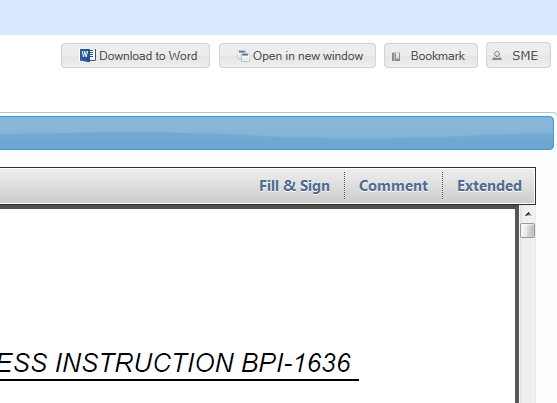 Download to Word Open in new window Bookmark SME
Fill & Sign Comment Extended
ESS INSTRUCTION BPI-1636